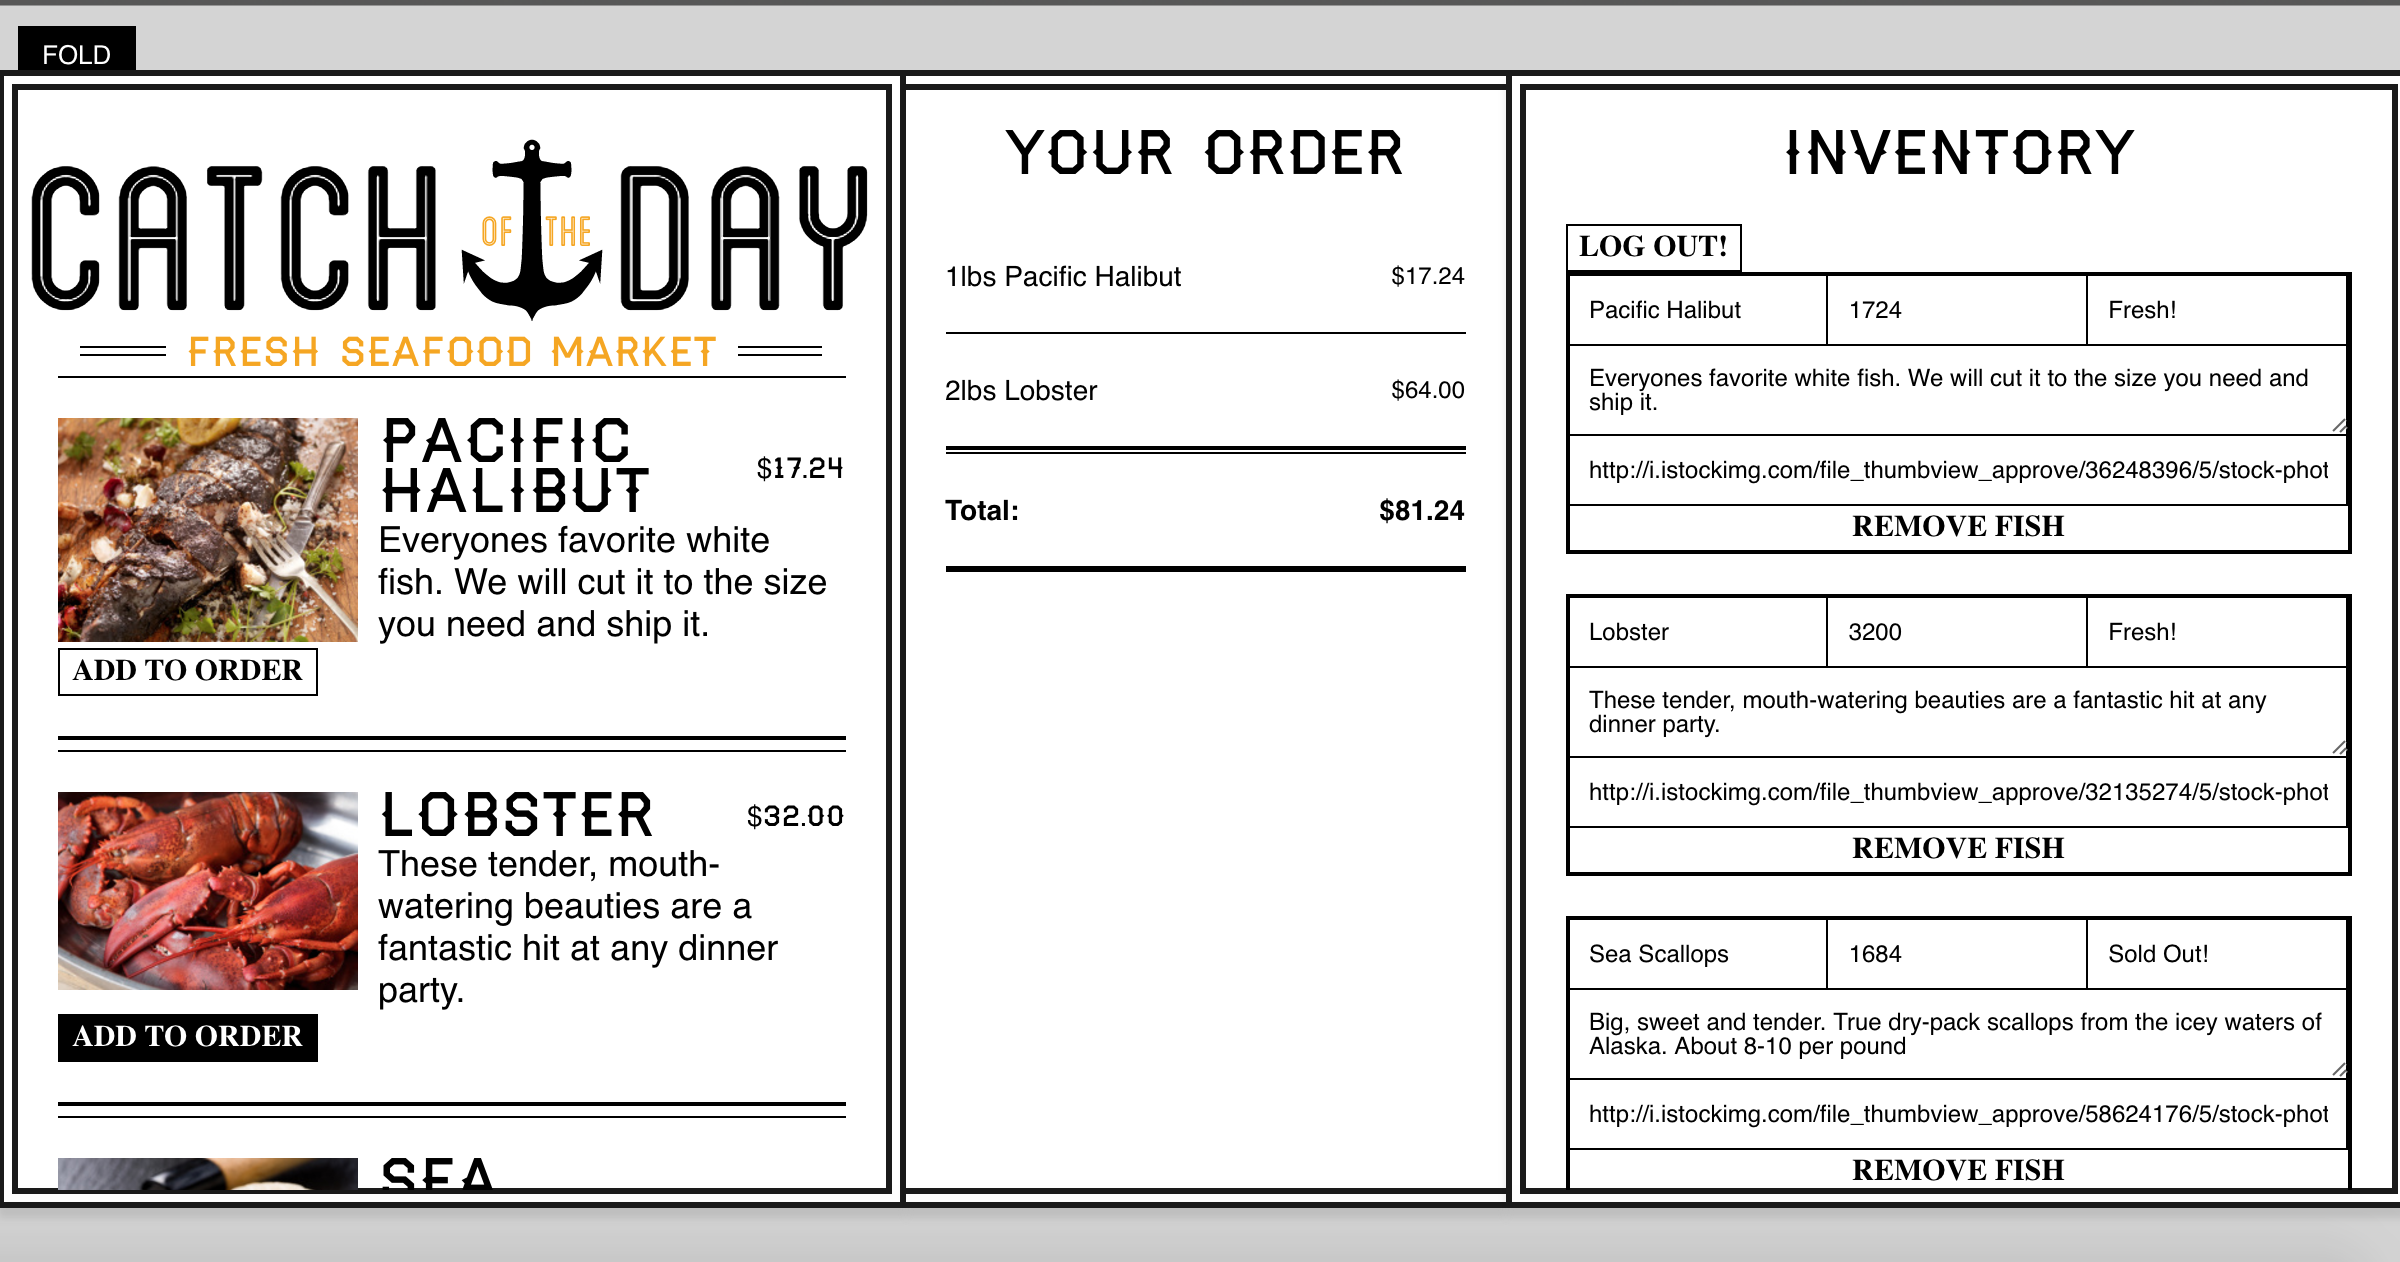 FOLD
CATCH OF THE DAY
FRESH SEAFOOD MARKET
PACIFIC
HALIBUT
$17.24
Everyones favorite white
fish. We will cut it to the size
you need and ship it.
ADD TO ORDER
LOBSTER
$32.00
These tender, mouth-
watering beauties are a
fantastic hit at any dinner
party.
ADD TO ORDER
SEA
YOUR ORDER
1lbs Pacific Halibut $17.24
2lbs Lobster $64.00
Total: $81.24
INVENTORY
LOG OUT!
Pacific Halibut 1724 Fresh!
Everyones favorite white fish. We will cut it to the size you need and
ship it.
http://i.istockimg.com/file_thumbview_approve/36248396/5/stock-phot
REMOVE FISH
Lobster 3200 Fresh!
These tender, mouth-watering beauties are a fantastic hit at any
dinner party.
http://i.istockimg.com/file_thumbview_approve/32135274/5/stock-phot
REMOVE FISH
Sea Scallops 1684 Sold Out!
Big, sweet and tender. True dry-pack scallops from the icey waters of
Alaska. About 8-10 per pound
http://i.istockimg.com/file_thumbview_approve/58624176/5/stock-phot
REMOVE FISH